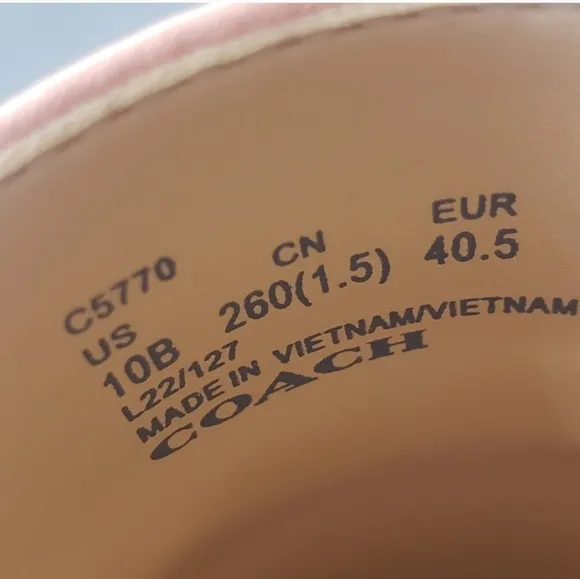 C5770
US CN EUR
10B 260(1.5) 40.5
L22/127
MADE IN VIETNAM/VIETNAM
COACH